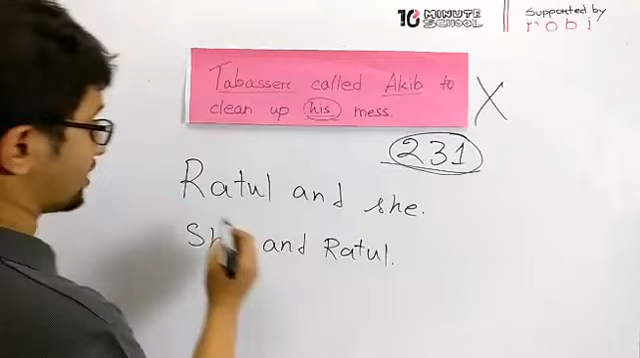 10 MINUTE SCHOOL
supported by
robi
Tabasser called Akib to
clean up his mess. X
231
Ratul and she.
and Ratul.